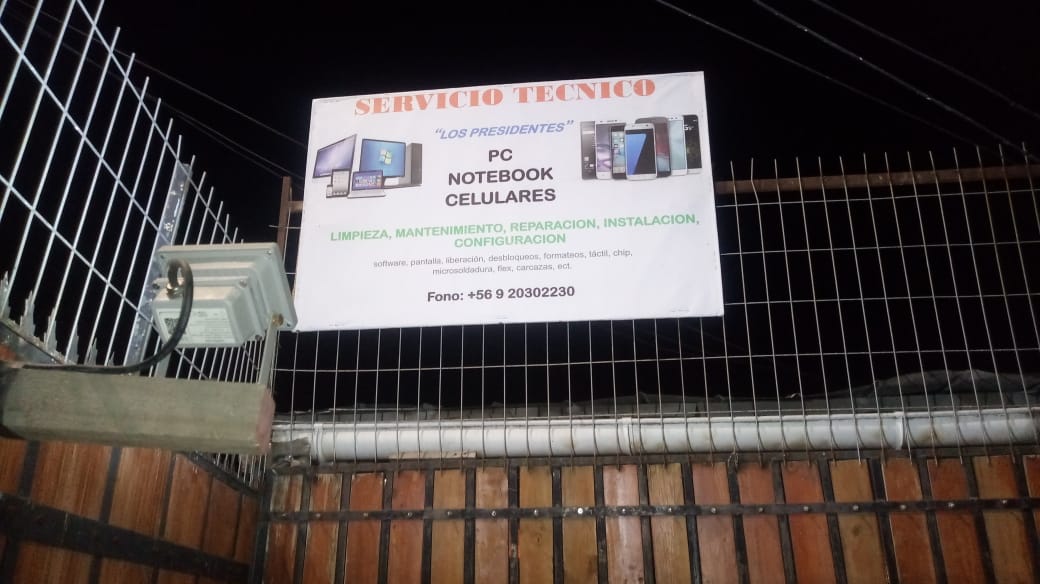 SERVICIO TECNICO
"LOS PRESIDENTES"
PC
NOTEBOOK
CELULARES
LIMPIEZA, MANTENIMIENTO, REPARACION, INSTALACION,
CONFIGURACION
software, pantalla, liberación, desbloqueos, formateos, táctil, chip,
microsoldadura, flex, carcazas, ect.
Fono: +56 9 20302230